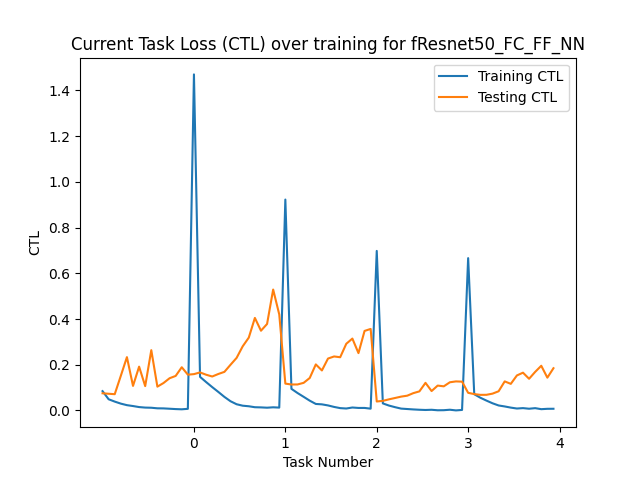 Current Task Loss (CTL) over training for fResnet50_FC_FF_NN
Training CTL
Testing CTL
1.4
1.2
1.0
0.8
0.6
0.4
0.2
0.0
CTL
0 1 2 3 4
Task Number